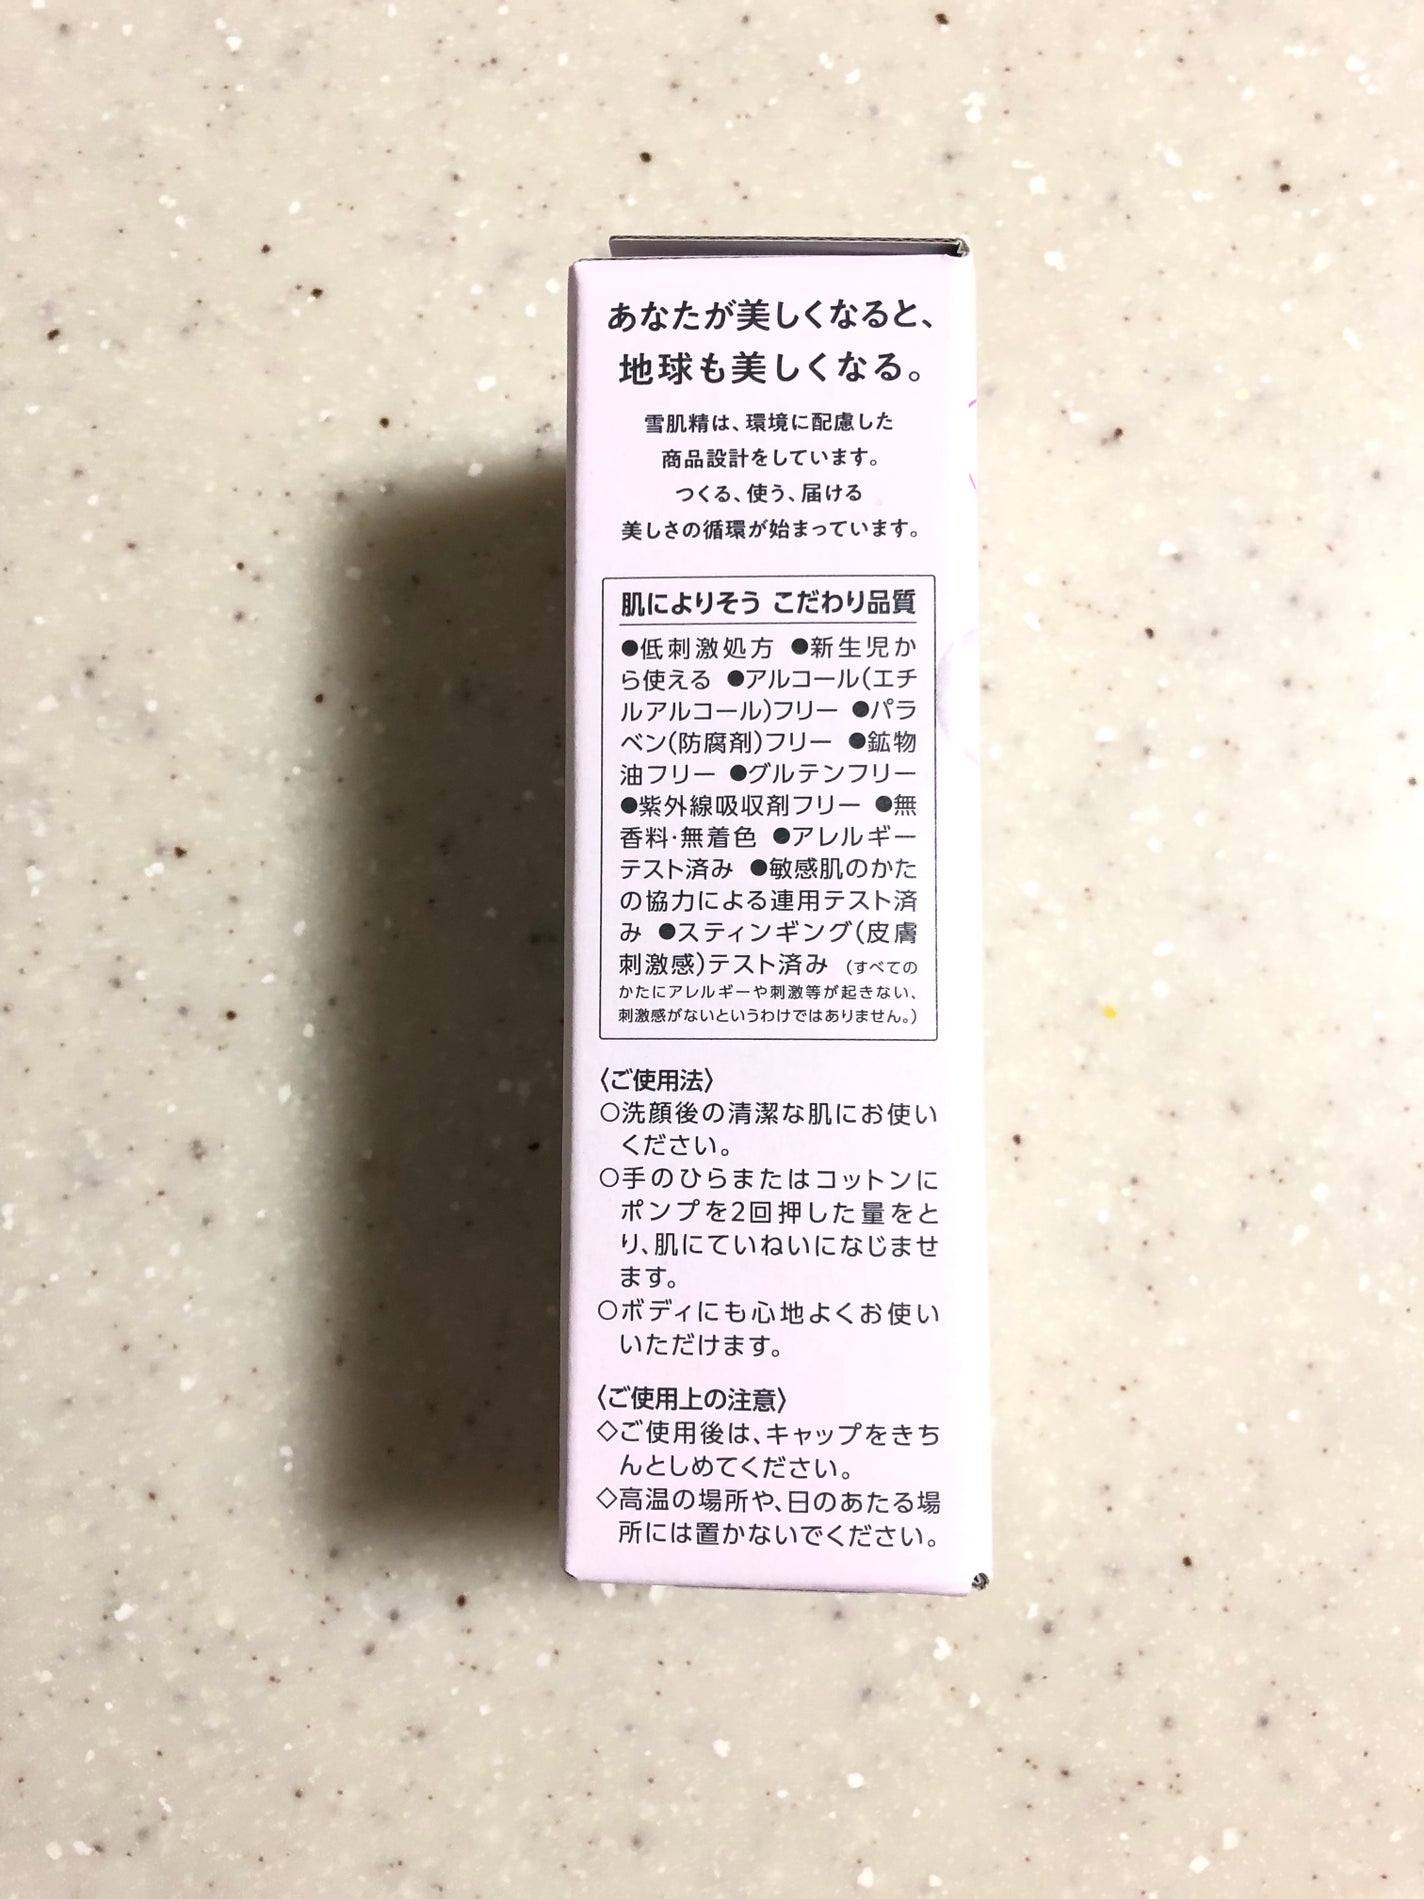 あなたが美しくなると、
地球も美しくなる。
雪肌精は、環境に配慮した
商品設計をしています。
つくる、使う、届ける
美しさの循環が始まっています。
肌によりそう こだわり品質
●低刺激処方 ●新生児か
ら使える ●アルコール(エチ
ルアルコール)フリー ●パラ
ベン(防腐剤)フリー ●鉱物
油フリー ●グルテンフリー
●紫外線吸収剤フリー ●無
香料・無着色 ●アレルギー
テスト済み ●敏感肌のかた
の協力による連用テスト済
み ●スティンギング(皮膚
刺激感)テスト済み (すべての
かたにアレルギーや刺激等が起きない、
刺激感がないというわけではありません。)
〈ご使用法〉
○洗顔後の清潔な肌にお使い
ください。
○手のひらまたはコットンに
ポンプを2回押した量をと
り、肌にていねいになじませ
ます。
○ボディにも心地よくお使い
いただけます。
〈ご使用上の注意〉
◇ご使用後は、キャップをきち
んとしめてください。
◇高温の場所や、日のあたる場
所には置かないでください。